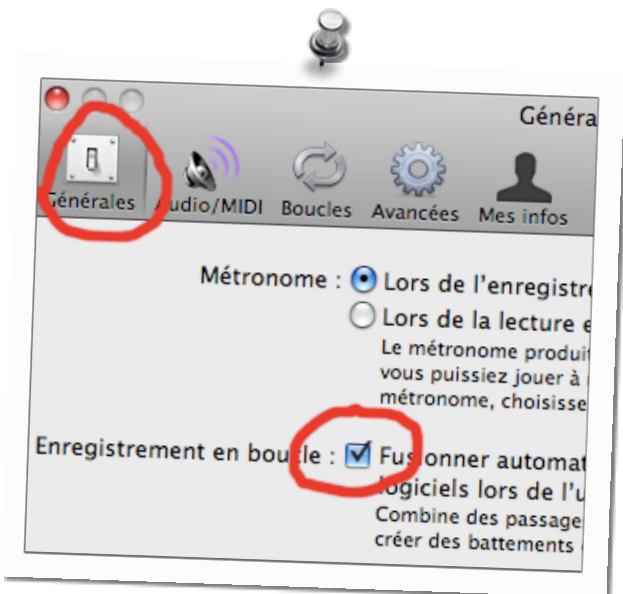 Généra
Générales Audio/MIDI Boucles Avancées Mes infos
Métronome : Lors de l'enregistre
Lors de la lecture e
Le métronome produi
vous puissiez jouer à
métronome, choisisse
Enregistrement en boucle : Fusionner automat
logiciels lors de l'u
Combine des passage
créer des battements